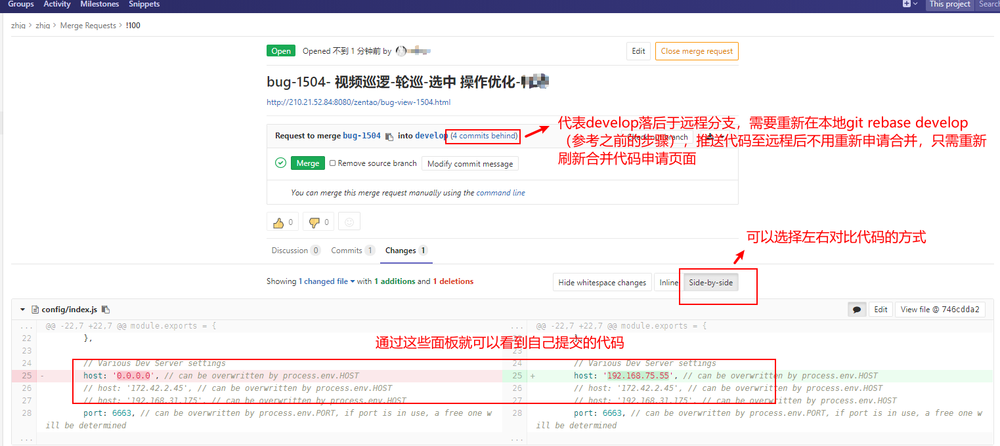 Groups Activity Milestones Snippets This project Search
zhjg > zhjg > Merge Requests > !100
Open Opened 不到 1 分钟前 by Edit Close merge request
bug-1504- 视频巡逻-轮巡-选中 操作优化-
http://210.21.52.84:8080/zentao/bug-view-1504.html
代表develop落后于远程分支，需要重新在本地git rebase develop
（参考之前的步骤），推送代码至远程后不用重新申请合并，只需重新
刷新合并代码申请页面
Request to merge bug-1504 into develop (4 commits behind)
Merge Remove source branch Modify commit message
You can merge this merge request manually using the command line
0 0
可以选择左右对比代码的方式
Discussion 0 Commits 1 Changes 1
Showing 1 changed file with 1 additions and 1 deletions Hide whitespace changes Inline Side-by-side
config/index.js Edit View file @ 746cdda2
... @@ -22,7 +22,7 @@ module.exports = { ... @@ -22,7 +22,7 @@ module.exports = {
22 },
通过这些面板就可以看到自己提交的代码
23 23
24 // Various Dev Server settings 24 // Various Dev Server settings
25 - host: '0.0.0.0', // can be overwritten by process.env.HOST 25 + host: '192.168.75.55', // can be overwritten by process.env.HOST
26 // host: '172.42.2.45', // can be overwritten by process.env.HOST 26 // host: '172.42.2.45', // can be overwritten by process.env.HOST
27 // host: '192.168.31.175', // can be overwritten by process.env.HOST 27 // host: '192.168.31.175', // can be overwritten by process.env.HOST
28 port: 6663, // can be overwritten by process.env.PORT, if port is in use, a free one w 28 port: 6663, // can be overwritten by process.env.PORT, if port is in use, a free one w
ill be determined ill be determined
... ...